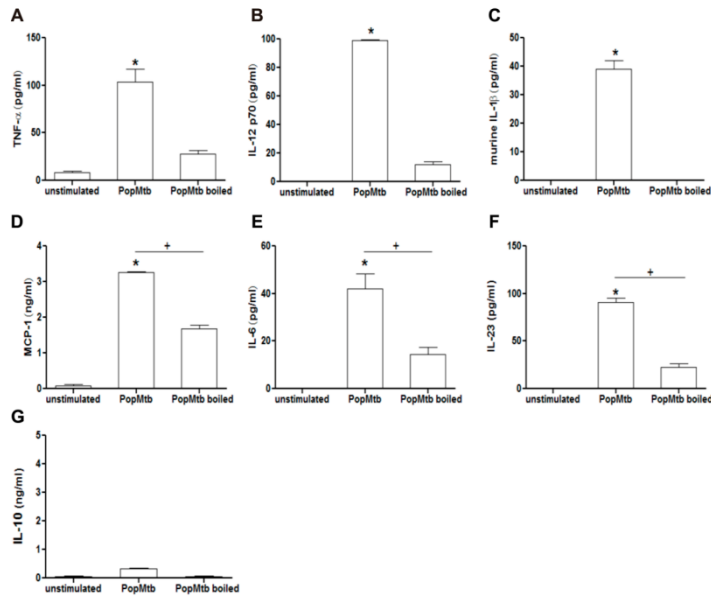 A
TNF-α (pg/ml)
150
100
50
0
unstimulated PopMtb PopMtb boiled
*
B
IL-12 p70 (pg/ml)
100
80
60
40
20
0
unstimulated PopMtb PopMtb boiled
*
C
murine IL-1β (pg/ml)
50
40
30
20
10
0
unstimulated PopMtb PopMtb boiled
*
D
MCP-1 (ng/ml)
4
3
2
1
0
unstimulated PopMtb PopMtb boiled
*
+
E
IL-6 (pg/ml)
60
40
20
0
unstimulated PopMtb PopMtb boiled
*
+
F
IL-23 (pg/ml)
150
100
50
0
unstimulated PopMtb PopMtb boiled
*
+
G
IL-10 (ng/ml)
5
4
3
2
1
0
unstimulated PopMtb PopMtb boiled